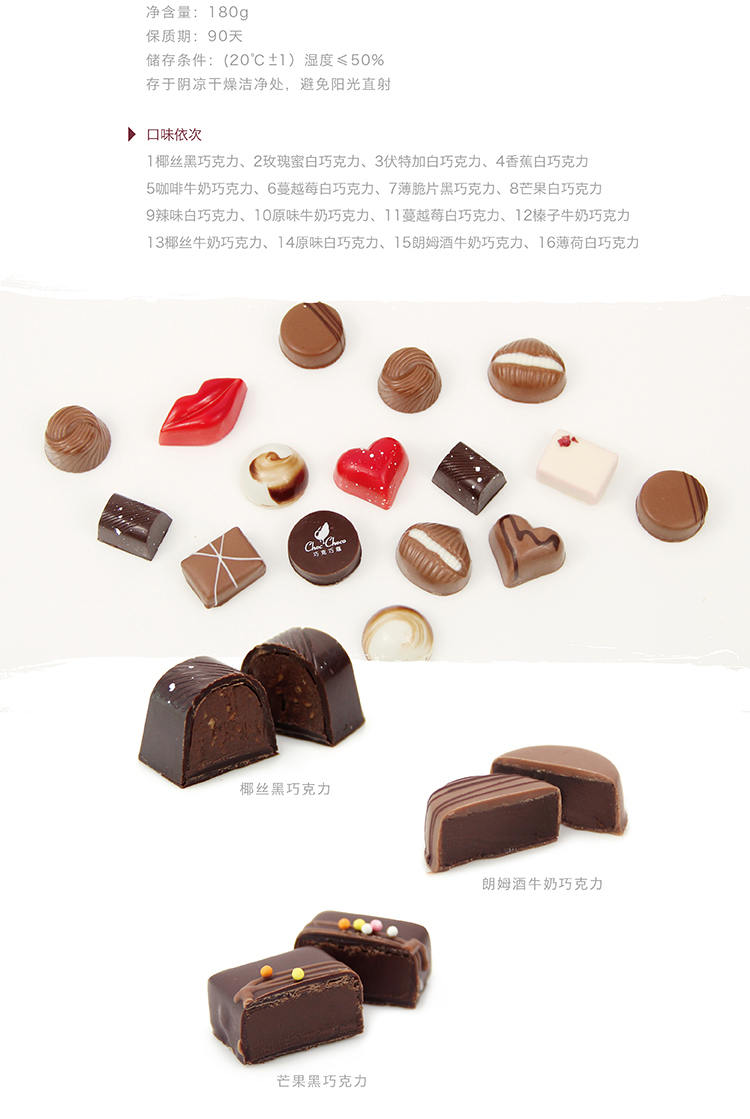 净含量：180g
保质期：90天
储存条件：(20℃±1）湿度≤50%
存于阴凉干燥洁净处，避免阳光直射
口味依次
1椰丝黑巧克力、2玫瑰蜜白巧克力、3伏特加白巧克力、4香蕉白巧克力
5咖啡牛奶巧克力、6蔓越莓白巧克力、7薄脆片黑巧克力、8芒果白巧克力
9辣味白巧克力、10原味牛奶巧克力、11蔓越莓白巧克力、12榛子牛奶巧克力
13椰丝牛奶巧克力、14原味白巧克力、15朗姆酒牛奶巧克力、16薄荷白巧克力
Choc Choco
巧克巧蔻
椰丝黑巧克力
朗姆酒牛奶巧克力
芒果黑巧克力